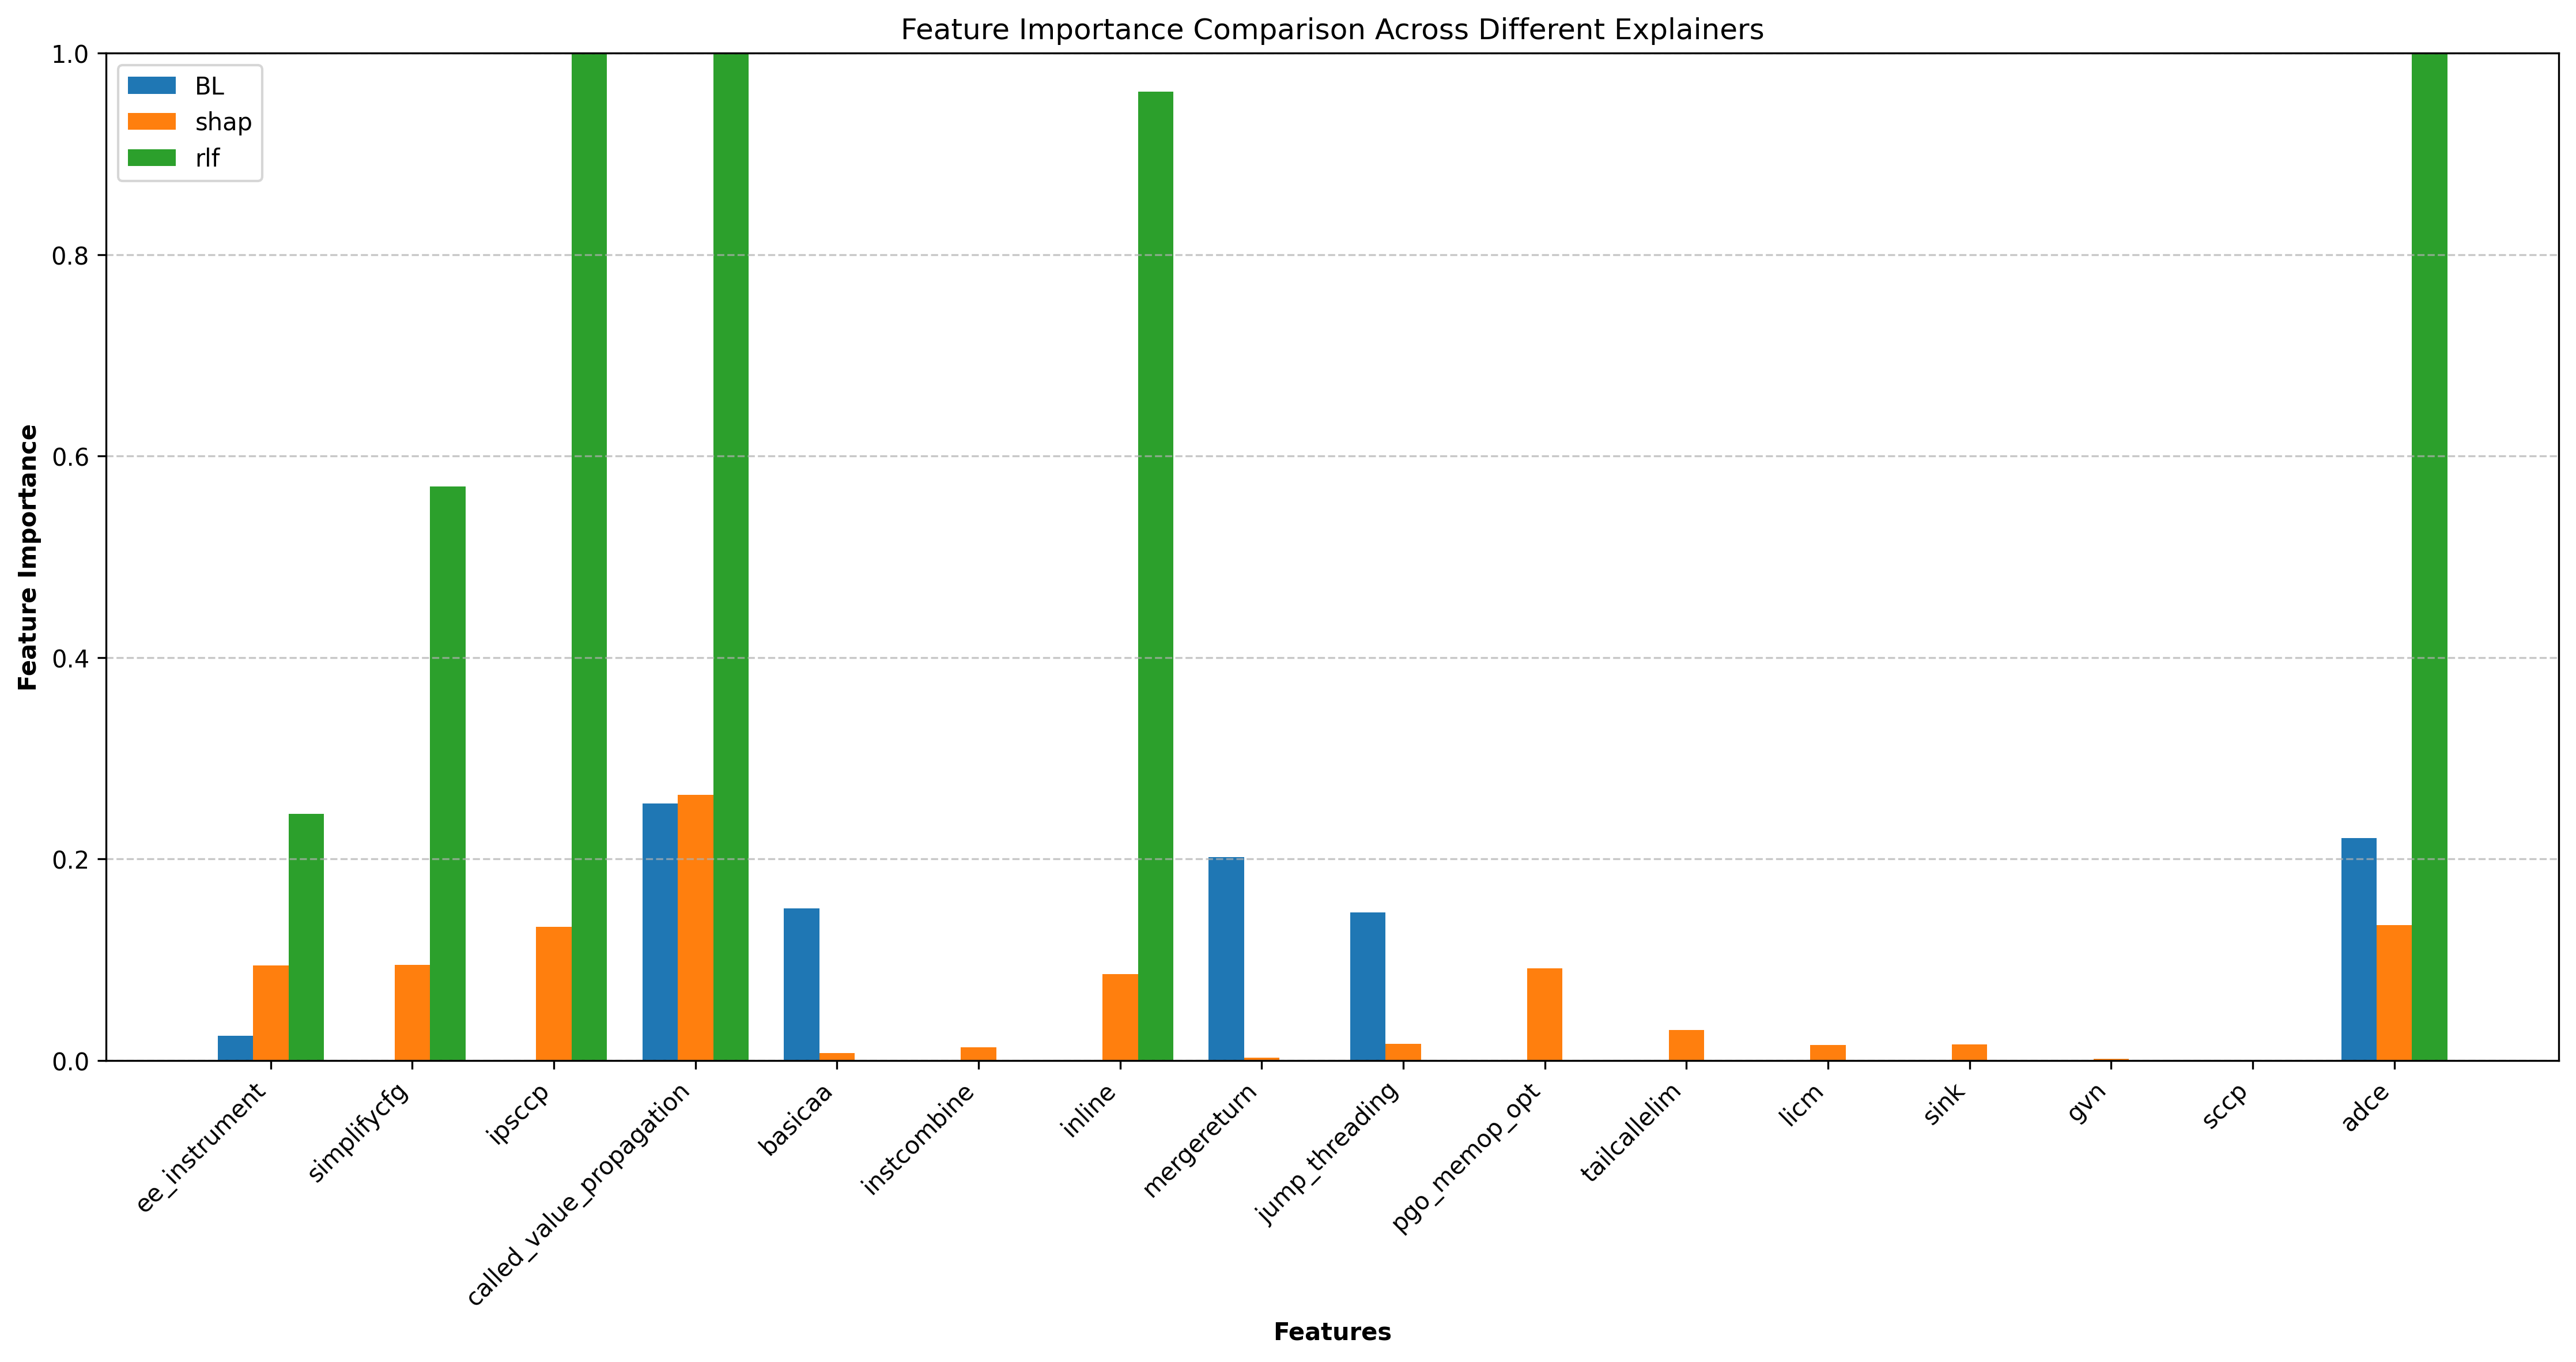 Feature Importance Comparison Across Different Explainers
BL
shap
rlf
1.0
0.8
0.6
0.4
0.2
0.0
Feature Importance
ee_instrument
simplifycfg
ipsccp
called_value_propagation
basicaa
instcombine
inline
mergereturn
jump_threading
pgo_memop_opt
tailcallelim
licm
sink
gvn
sccp
adce
Features